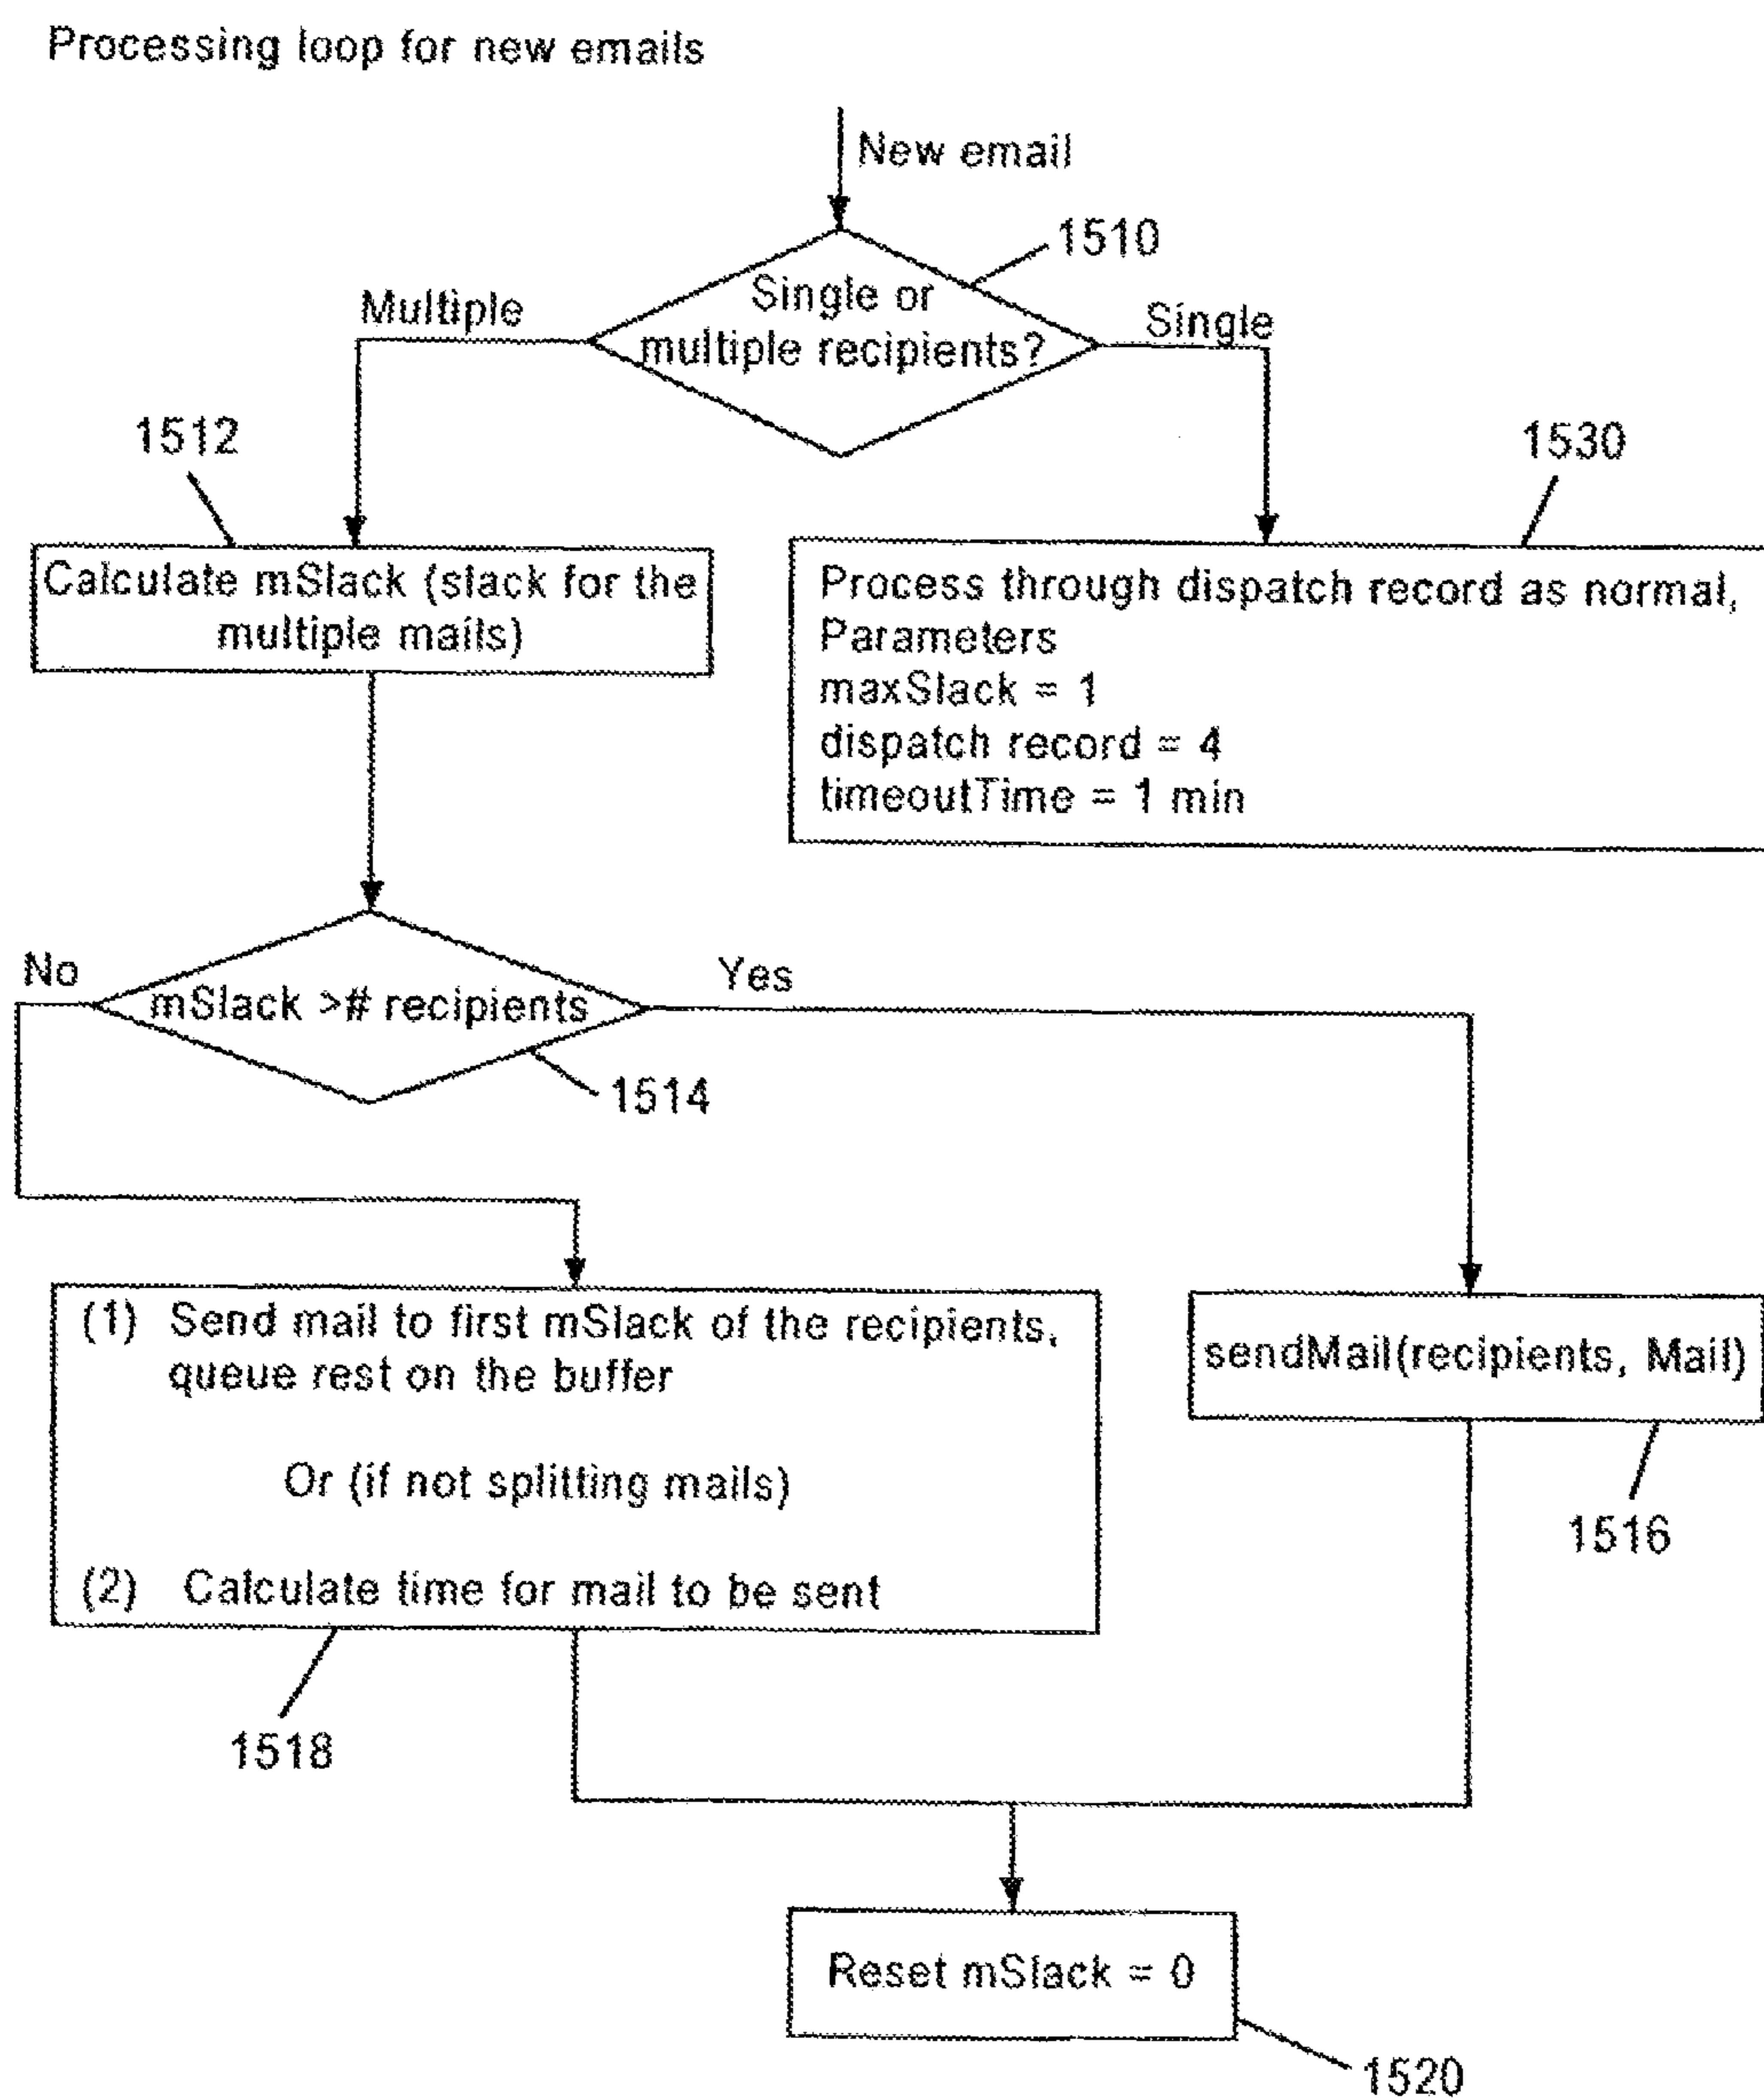 Processing loop for new emails
New email
1510
Single or
multiple recipients?
Multiple
Single
1512
1530
Calculate mSlack (slack for the
multiple mails)
Process through dispatch record as normal,
Parameters
maxSlack = 1
dispatch record = 4
timeoutTime = 1 min
No
mSlack ># recipients
Yes
1514
(1) Send mail to first mSlack of the recipients,
queue rest on the buffer
Or (if not splitting mails)
(2) Calculate time for mail to be sent
sendMail(recipients, Mail)
1516
1518
Reset mSlack = 0
1520